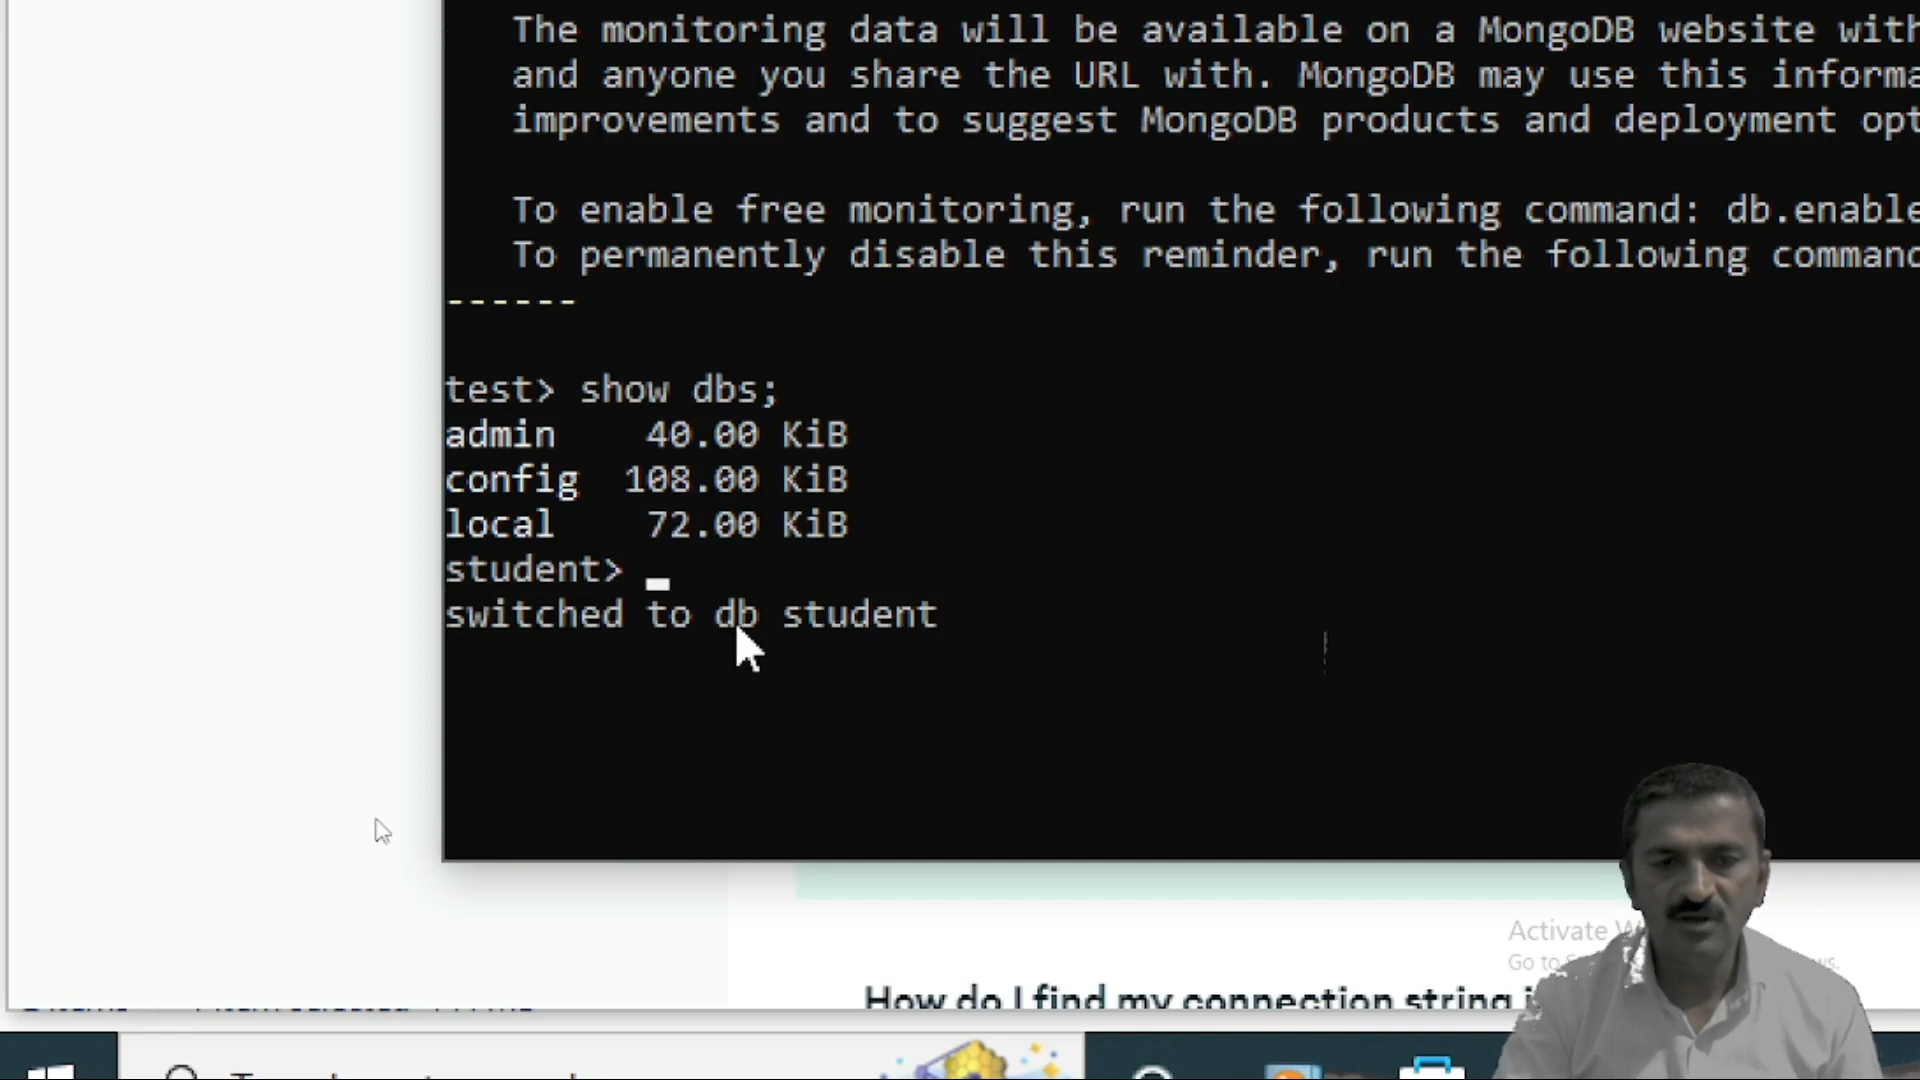 The monitoring data will be available on a MongoDB website with
and anyone you share the URL with. MongoDB may use this informa
improvements and to suggest MongoDB products and deployment opt
To enable free monitoring, run the following command: db.enable
To permanently disable this reminder, run the following command
------
test> show dbs;
admin 40.00 KiB
config 108.00 KiB
local 72.00 KiB
student>
switched to db student
Activate W
Go to S
ws.
How do I find my connection string i